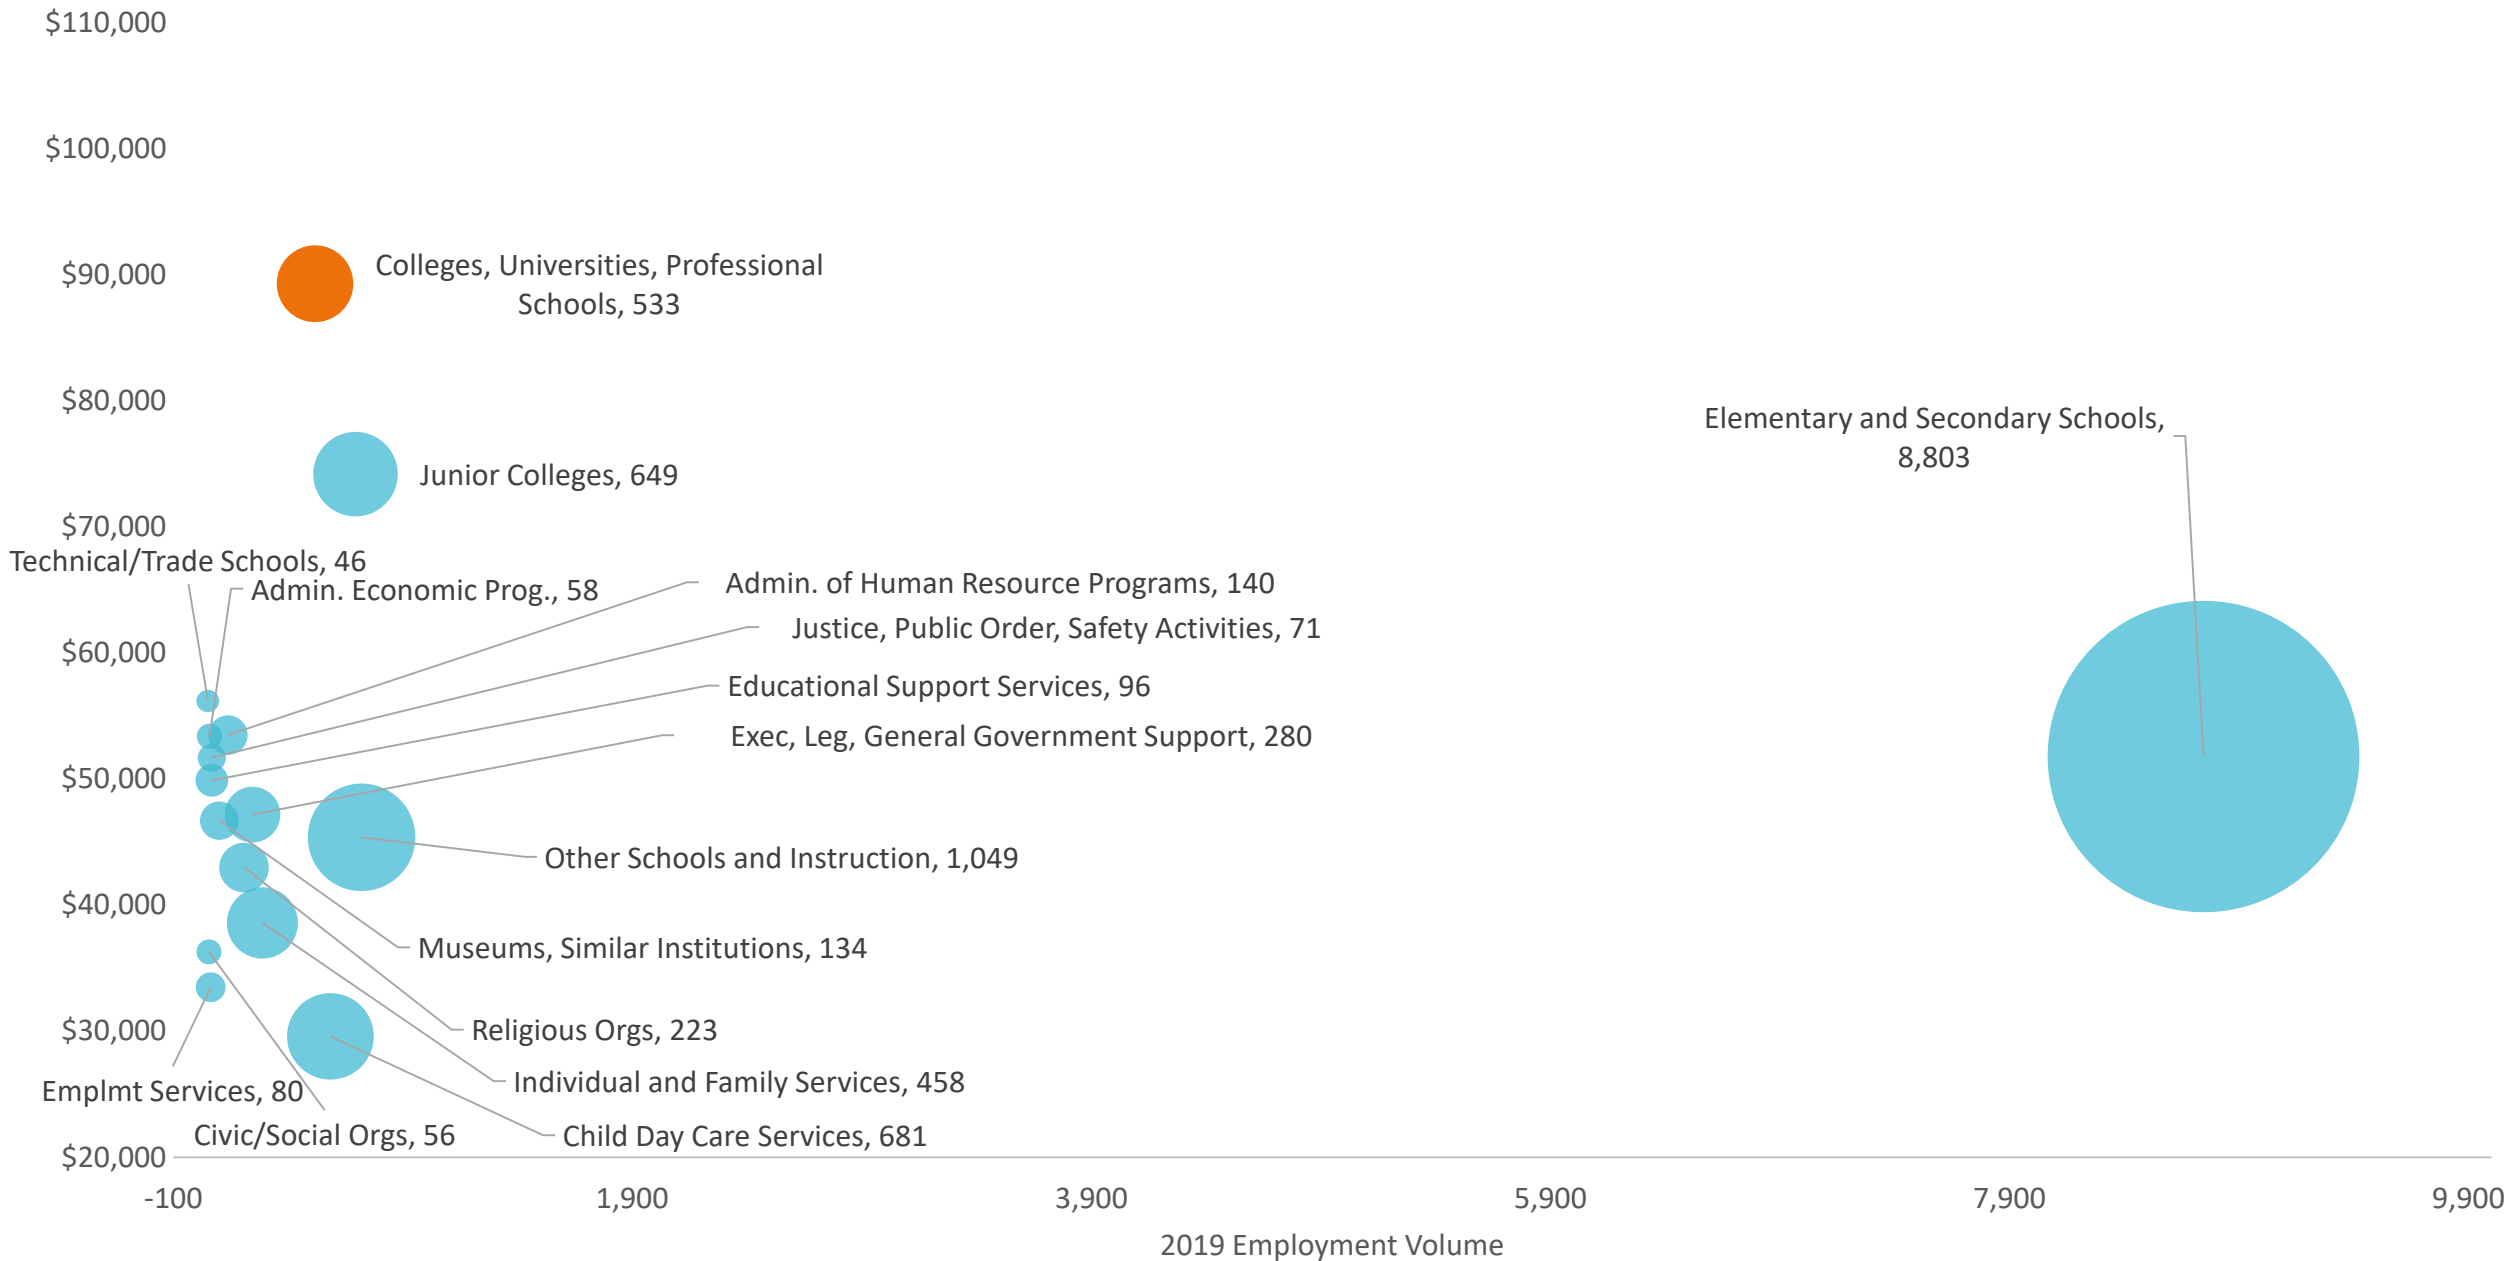 $110,000
$100,000
$90,000
$80,000
$70,000
$60,000
$50,000
$40,000
$30,000
$20,000
Colleges, Universities, Professional
Schools, 533
Junior Colleges, 649
Elementary and Secondary Schools,
8,803
Technical/Trade Schools, 46
Admin. Economic Prog., 58
Admin. of Human Resource Programs, 140
Justice, Public Order, Safety Activities, 71
Educational Support Services, 96
Exec, Leg, General Government Support, 280
Other Schools and Instruction, 1,049
Museums, Similar Institutions, 134
Religious Orgs, 223
Individual and Family Services, 458
Emplmt Services, 80
Civic/Social Orgs, 56
Child Day Care Services, 681
-100
1,900
3,900
5,900
7,900
9,900
2019 Employment Volume